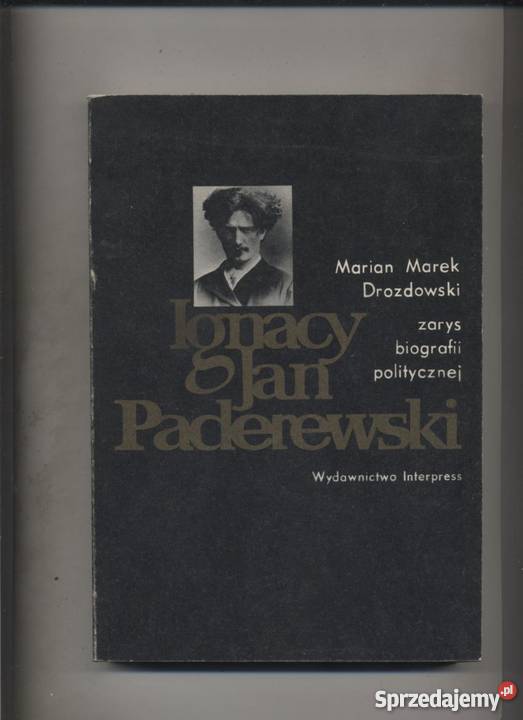 Marian Marek
Drozdowski
zarys
biografii
politycznej
Ignacy
Jan
Paderewski
Wydawnictwo Interpress
Sprzedajemy.pl